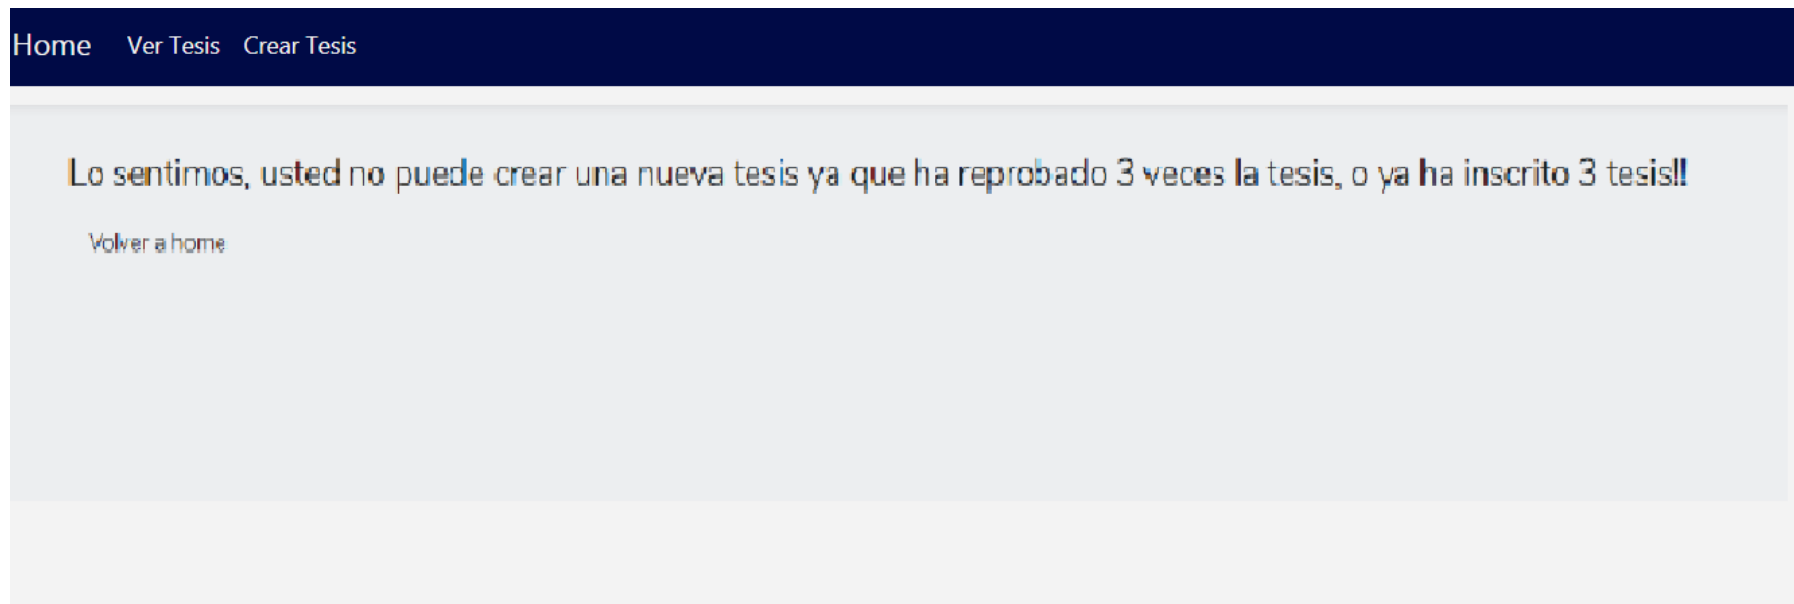 Home Ver Tesis Crear Tesis
Lo sentimos, usted no puede crear una nueva tesis ya que ha reprobado 3 veces la tesis, o ya ha inscrito 3 tesis!!
Volver a home